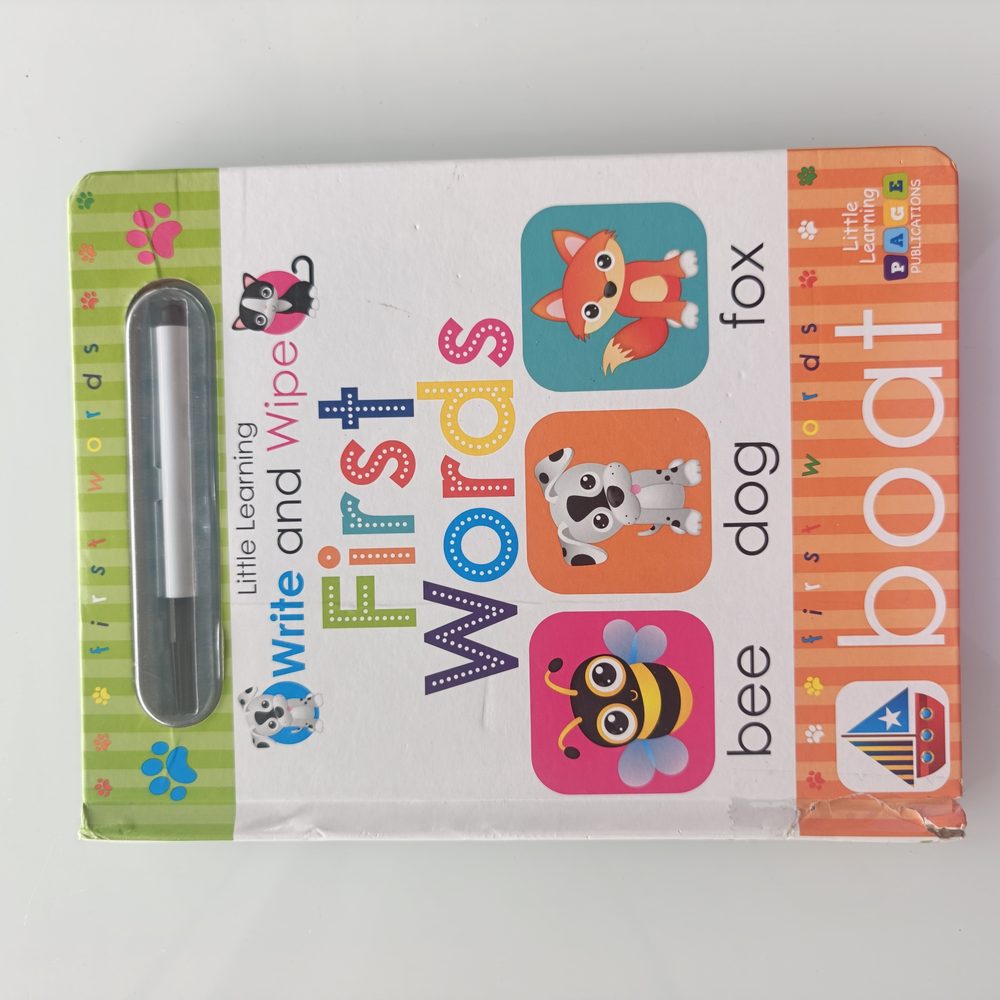 first words
Little Learning
Write and Wipe
First
Words
bee dog fox
first words
boat
Little
Learning
PAGE
PUBLICATIONS